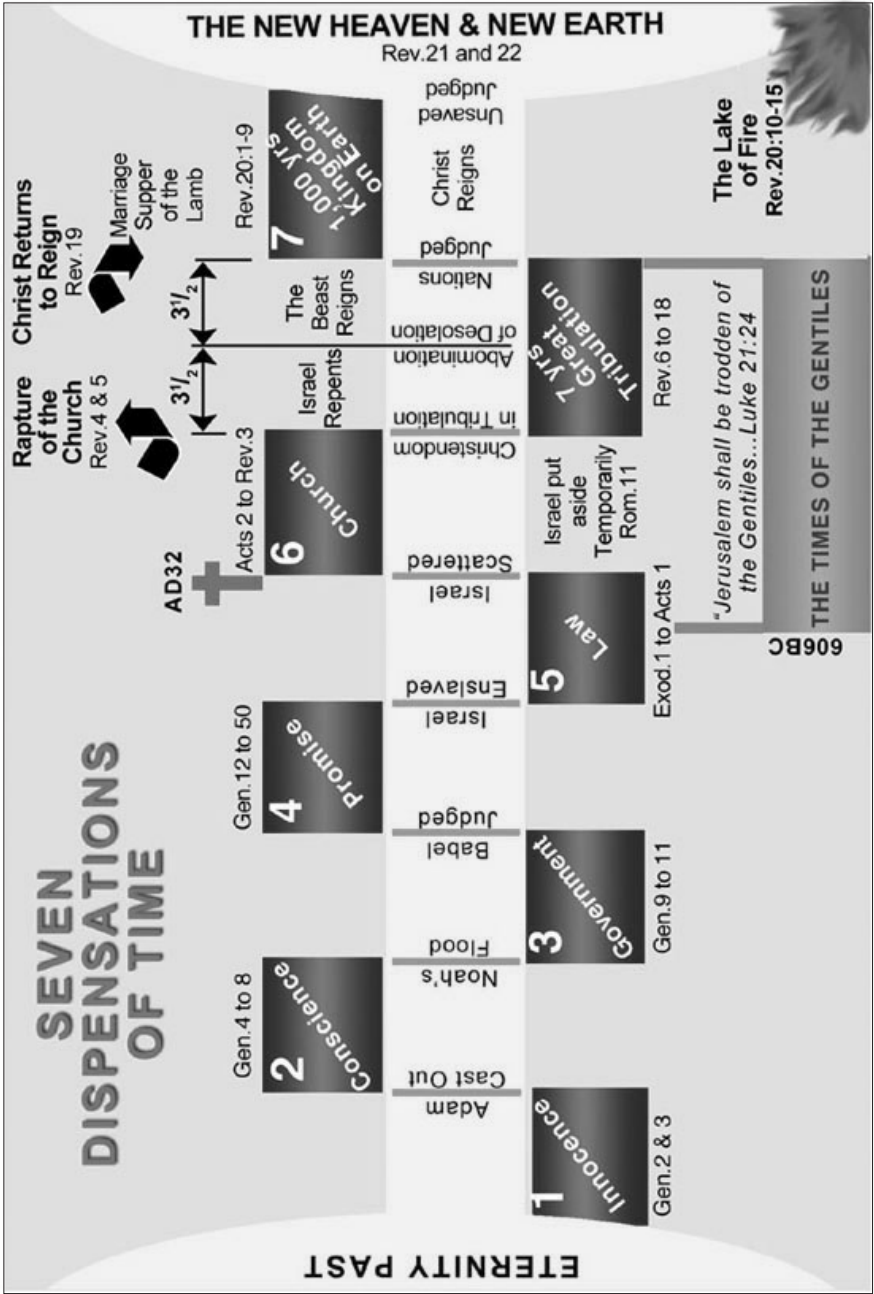 SEVEN
DISPENSATIONS
OF TIME
ETERNITY PAST
1
Innocence
Gen.2 & 3
Adam
Cast Out
Gen.4 to 8
2
Conscience
Noah's
Flood
3
Government
Gen.9 to 11
Babel
Judged
Gen.12 to 50
4
Promise
Israel
Enslaved
5
Law
Exod.1 to Acts 1
AD32
Israel
Scattered
Acts 2 to Rev.3
6
Church
Israel put
aside
Temporarily
Rom.11
Rapture
of the
Church
Rev.4 & 5
Christendom
in Tribulation
3 1/2
3 1/2
Israel
Repents
Abomination
of Desolation
The
Beast
Reigns
7 yrs
Great
Tribulation
Rev.6 to 18
Christ Returns
to Reign
Rev.19
Marriage
Supper
of the
Lamb
Nations
Judged
Rev.20:1-9
7
1,000 yrs
Kingdom
on Earth
Christ
Reigns
Unsaved
Judged
606BC
"Jerusalem shall be trodden of
the Gentiles...Luke 21:24
THE TIMES OF THE GENTILES
The Lake
of Fire
Rev.20:10-15
THE NEW HEAVEN & NEW EARTH
Rev.21 and 22